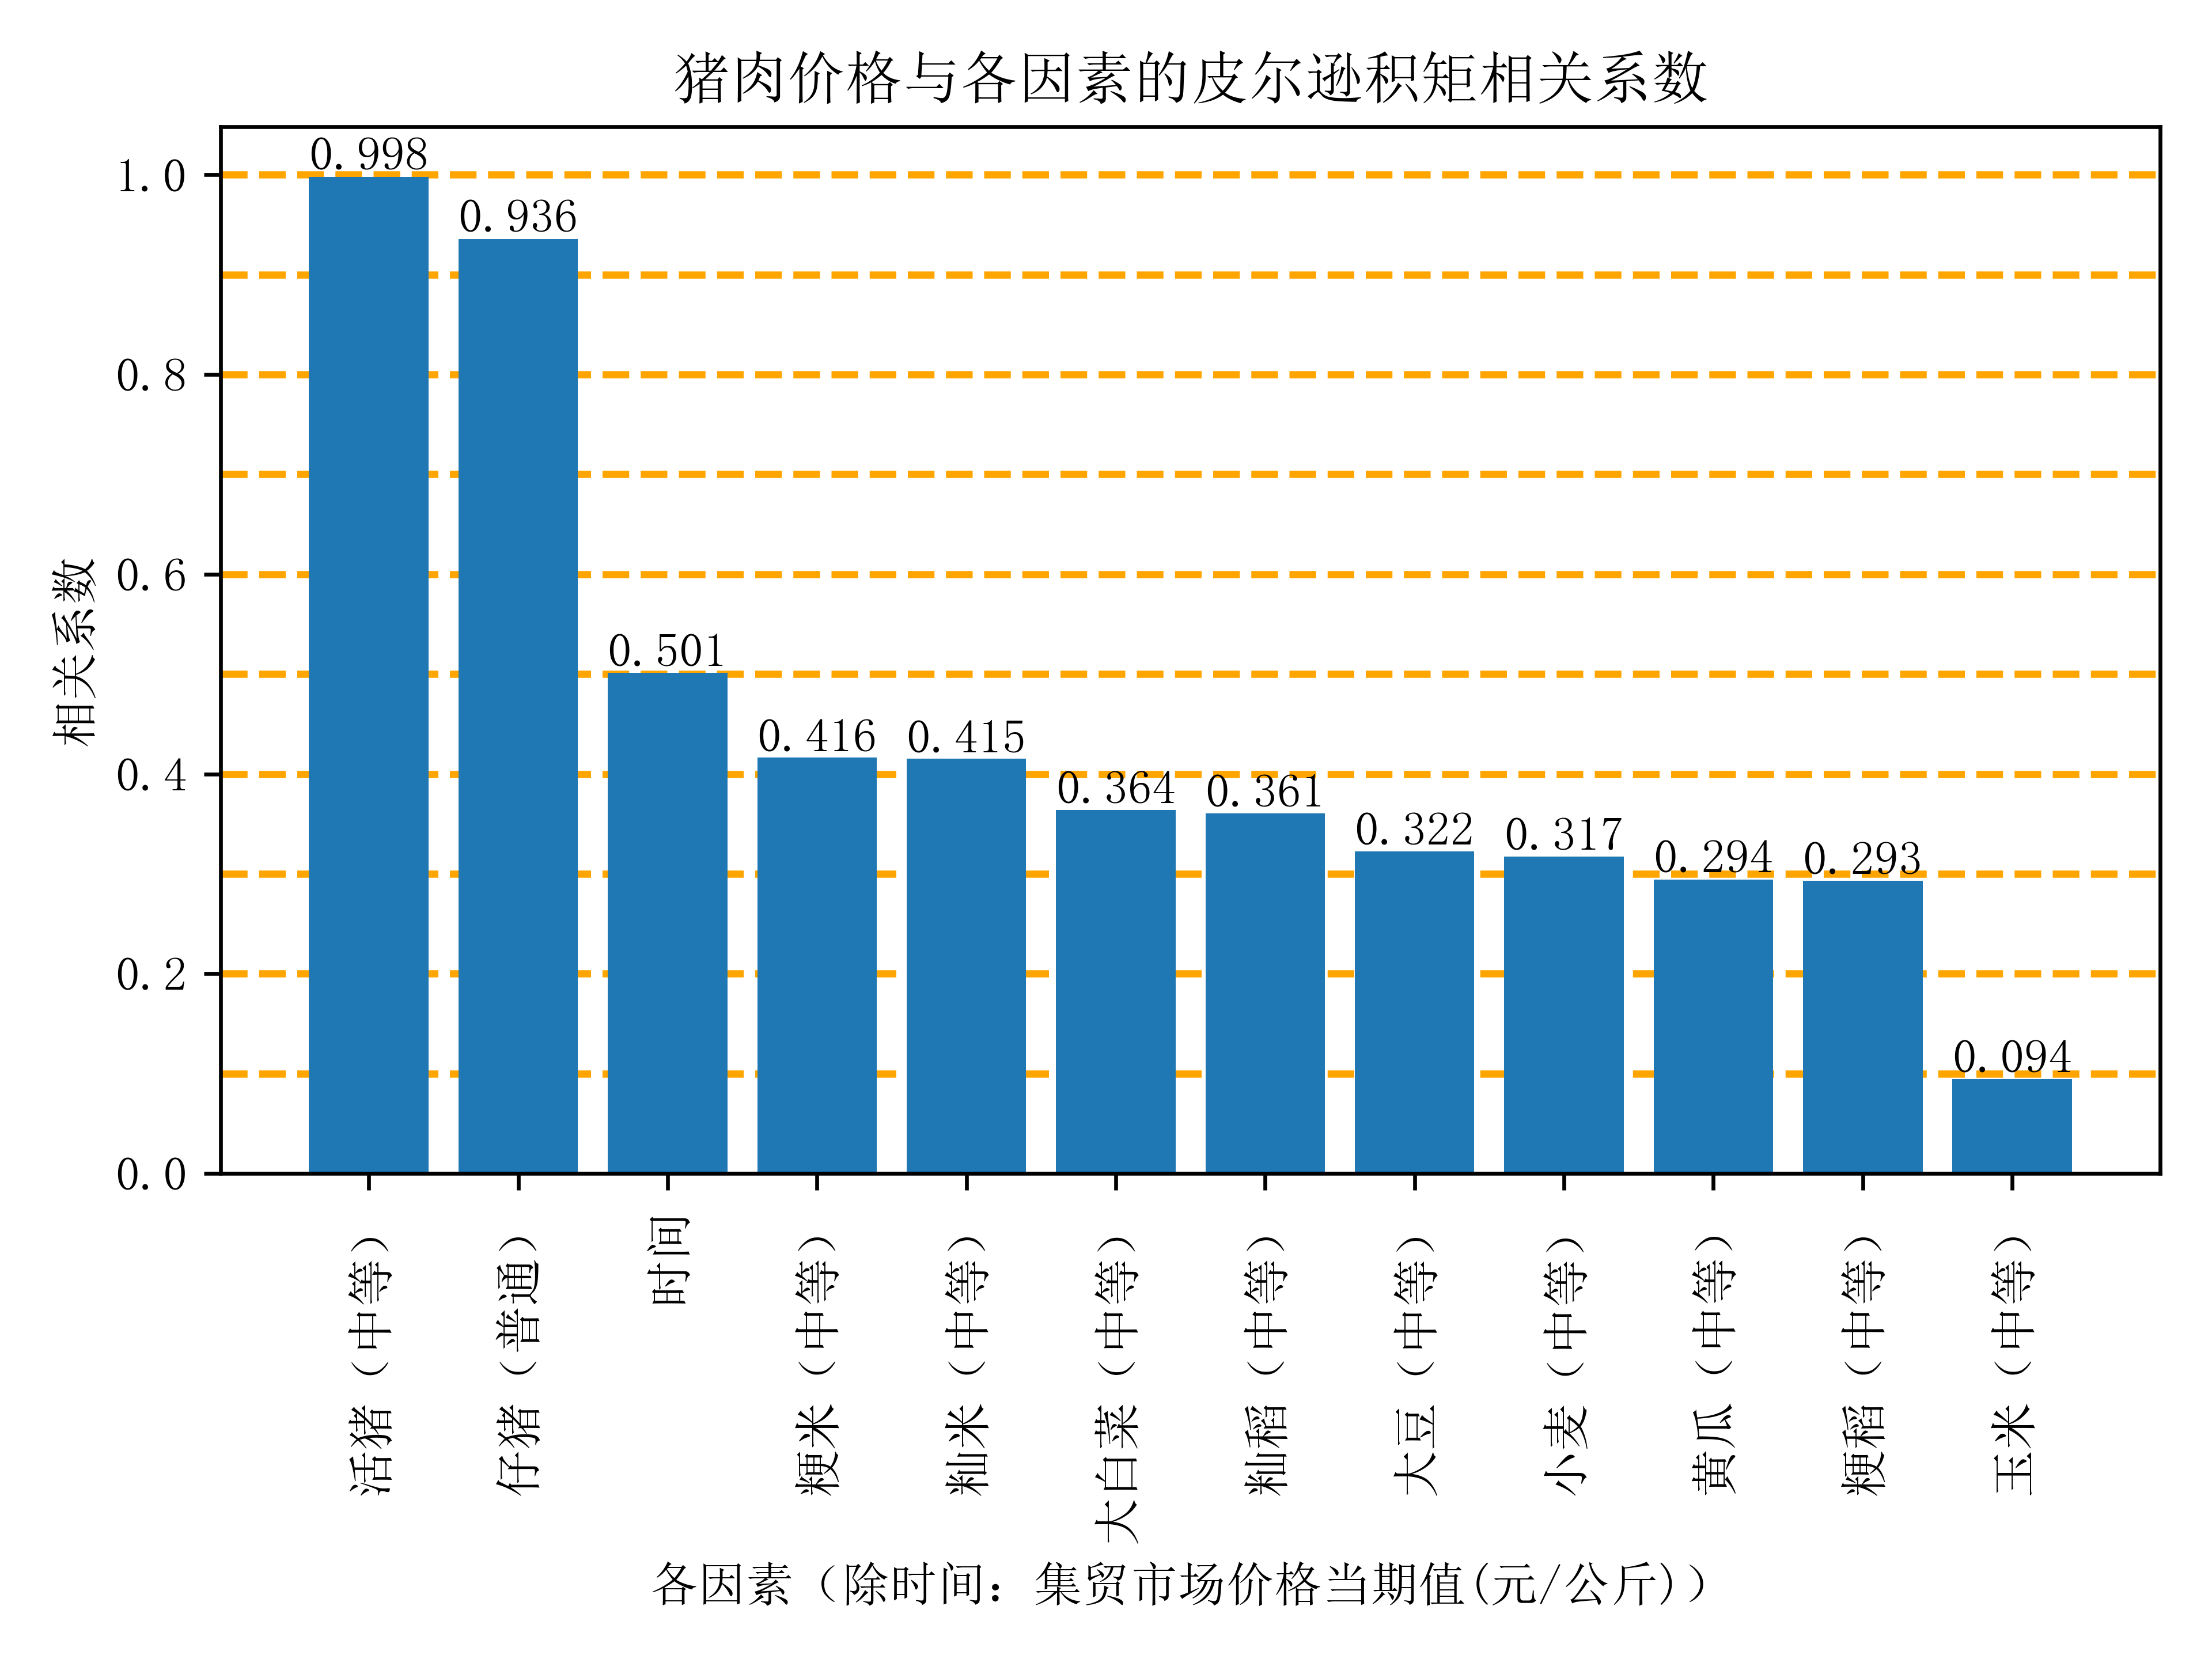 猪肉价格与各因素的皮尔逊积矩相关系数
相关系数
1.0
0.8
0.6
0.4
0.2
0.0
0.998
0.936
0.501
0.416
0.415
0.364
0.361
0.322
0.317
0.294
0.293
0.094
活猪（中等）
仔猪（普通）
时间
粳米（中等）
籼米（中等）
大白菜（中等）
籼稻（中等）
大豆（中等）
小麦（中等）
黄瓜（中等）
粳稻（中等）
玉米（中等）
各因素（除时间：集贸市场价格当期值(元/公斤)）